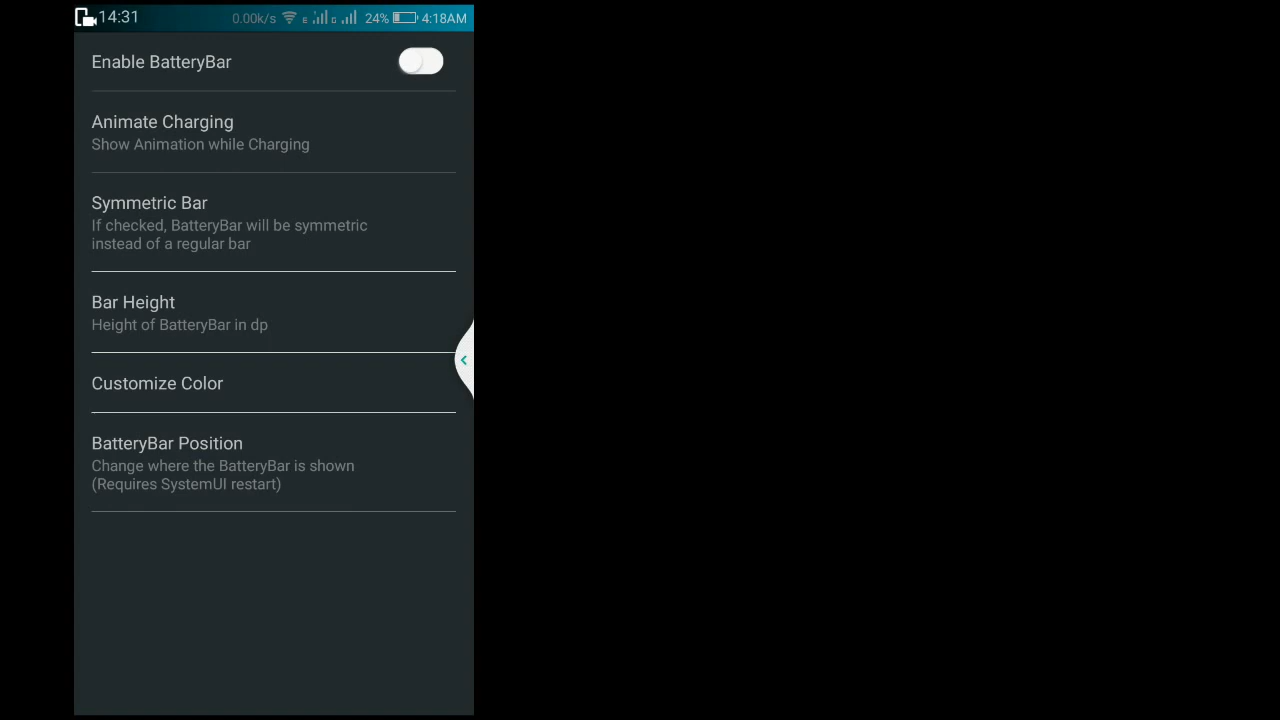 14:31 0.00k/s E G 24% 4:18AM
Enable BatteryBar
Animate Charging
Show Animation while Charging
Symmetric Bar
If checked, BatteryBar will be symmetric
instead of a regular bar
Bar Height
Height of BatteryBar in dp
Customize Color
BatteryBar Position
Change where the BatteryBar is shown
(Requires SystemUI restart)